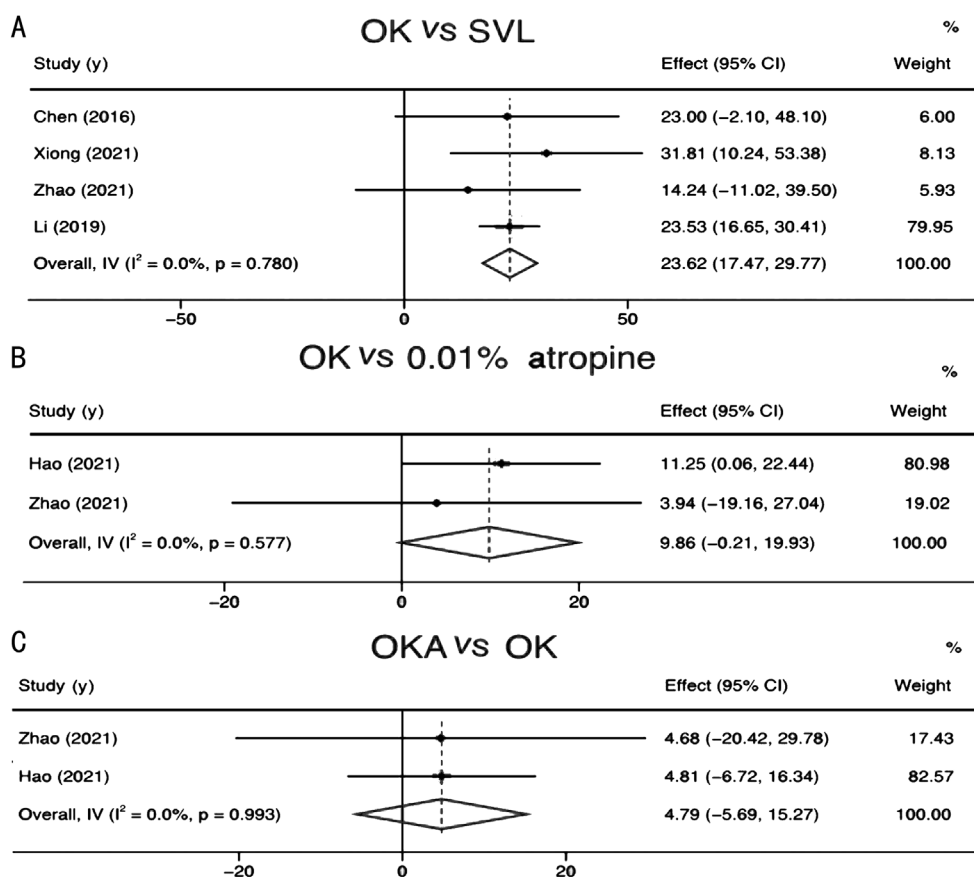 A
OK vs SVL
%
Study (y) Effect (95% CI) Weight
Chen (2016) 23.00 (−2.10, 48.10) 6.00
Xiong (2021) 31.81 (10.24, 53.38) 8.13
Zhao (2021) 14.24 (−11.02, 39.50) 5.93
Li (2019) 23.53 (16.65, 30.41) 79.95
Overall, IV (I² = 0.0%, p = 0.780) 23.62 (17.47, 29.77) 100.00
−50 0 50
B
OK vs 0.01% atropine
%
Study (y) Effect (95% CI) Weight
Hao (2021) 11.25 (0.06, 22.44) 80.98
Zhao (2021) 3.94 (−19.16, 27.04) 19.02
Overall, IV (I² = 0.0%, p = 0.577) 9.86 (−0.21, 19.93) 100.00
−20 0 20
C
OKA vs OK
%
Study (y) Effect (95% CI) Weight
Zhao (2021) 4.68 (−20.42, 29.78) 17.43
Hao (2021) 4.81 (−6.72, 16.34) 82.57
Overall, IV (I² = 0.0%, p = 0.993) 4.79 (−5.69, 15.27) 100.00
−20 0 20